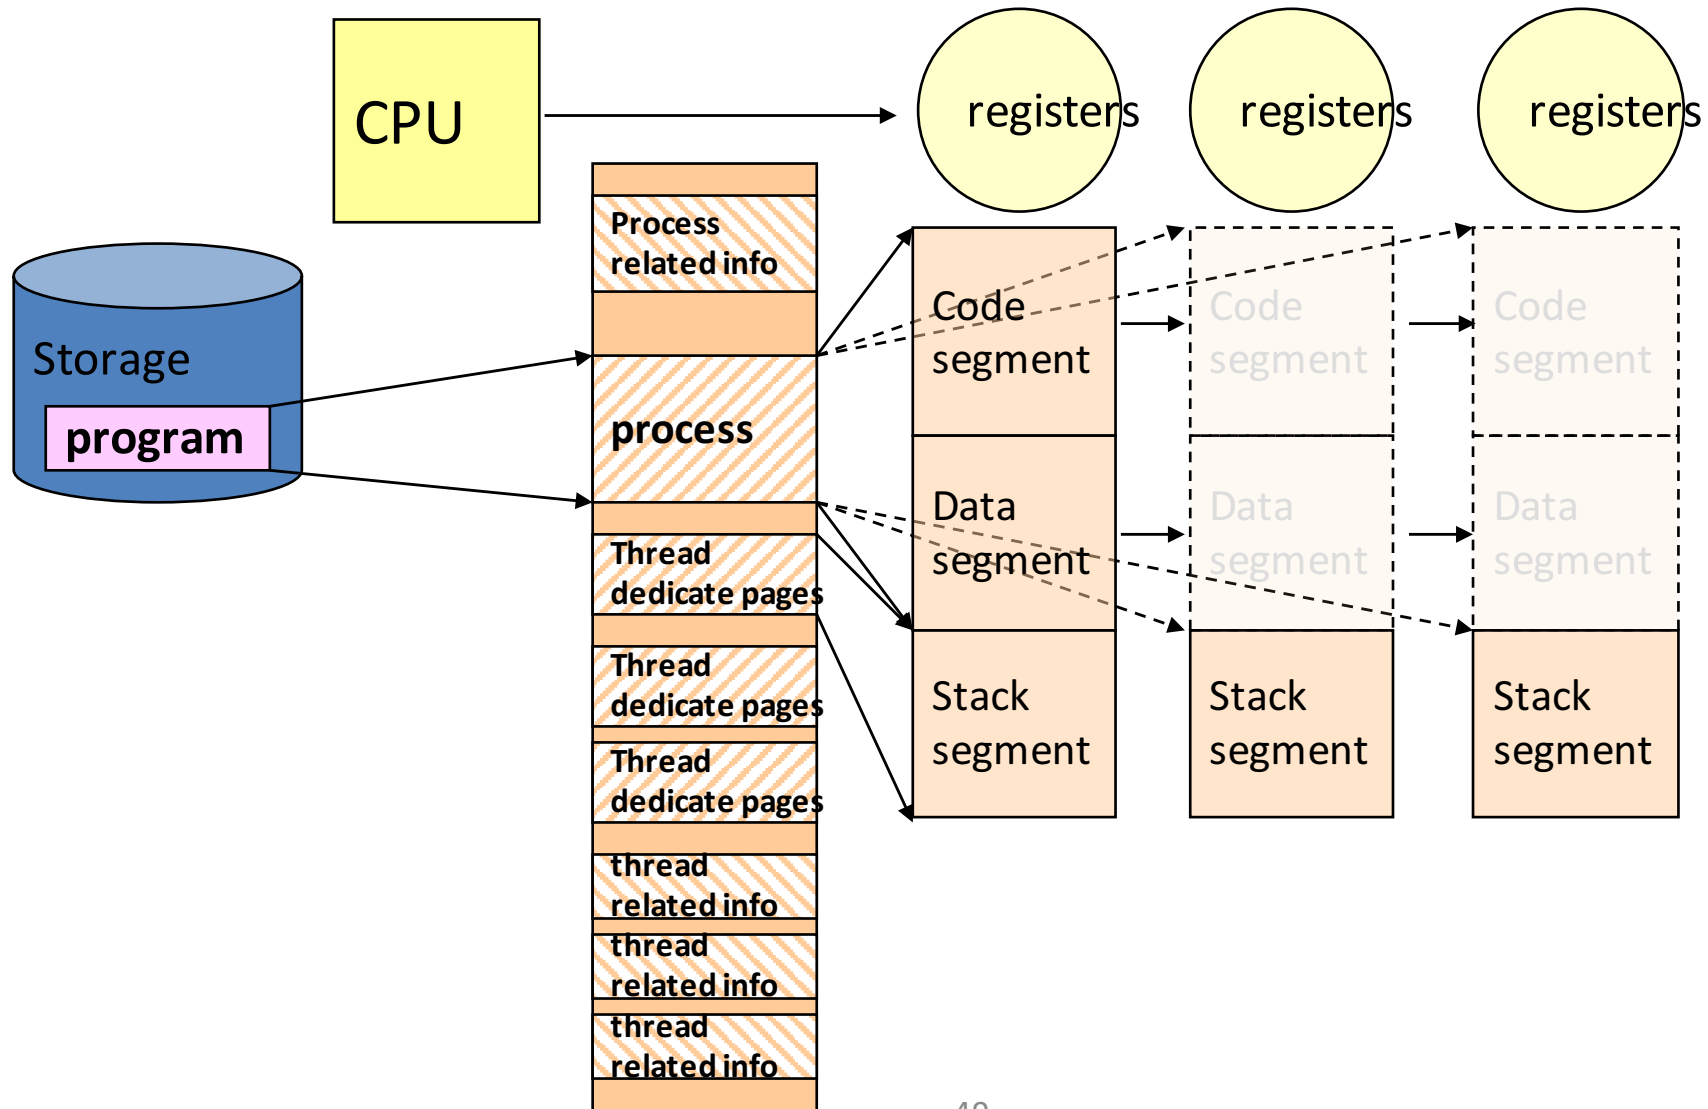 CPU
registers
registers
registers
Process
related info
Storage
program
process
Code
segment
Code
segment
Code
segment
Data
segment
Data
segment
Data
segment
Thread
dedicate pages
Thread
dedicate pages
Thread
dedicate pages
Stack
segment
Stack
segment
Stack
segment
thread
related info
thread
related info
thread
related info